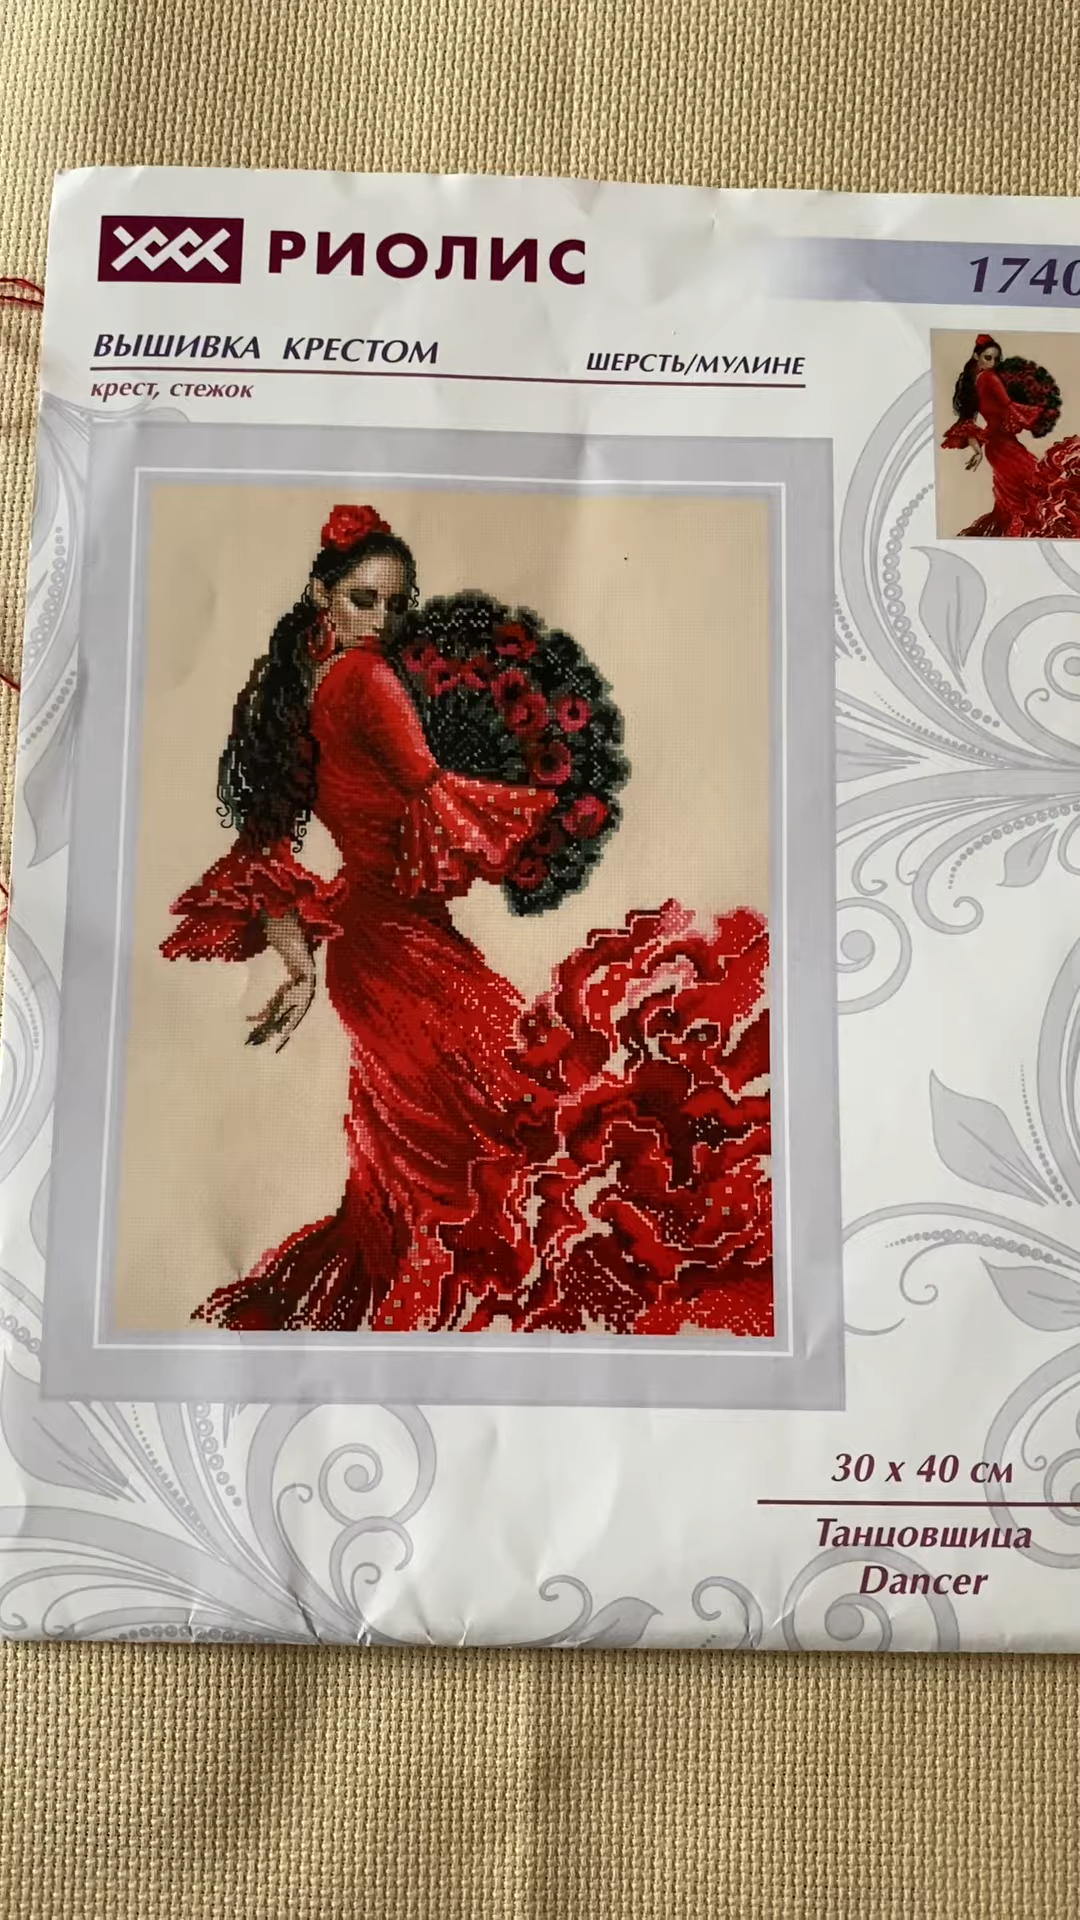 РИОЛИС
1740
ВЫШИВКА КРЕСТОМ
ШЕРСТЬ/МУЛИНЕ
крест, стежок
30 х 40 см
Танцовщица
Dancer